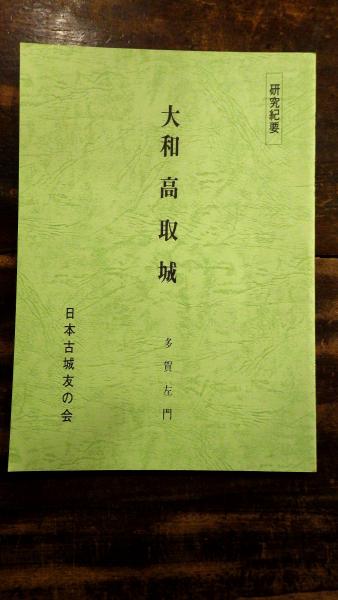 研究紀要
大和高取城
多賀左門
日本古城友の会